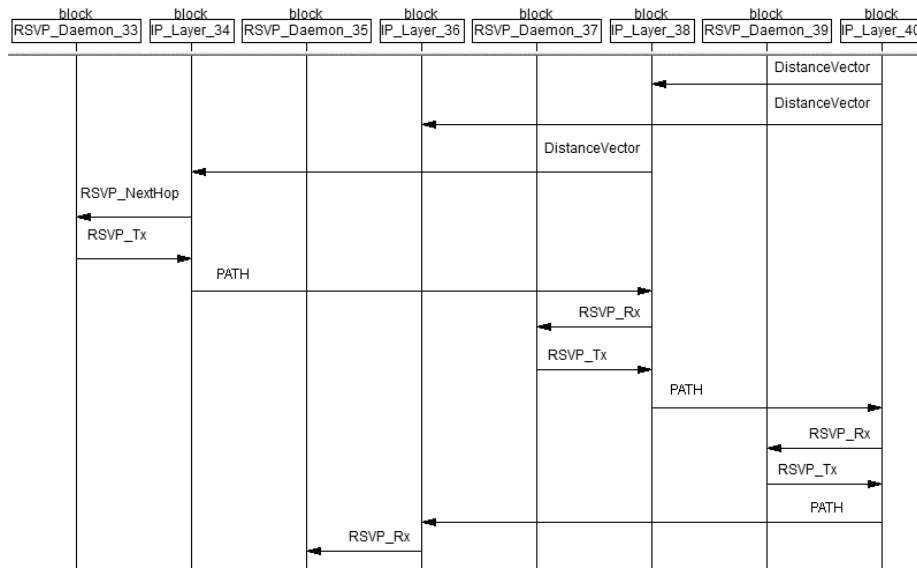 block block block block block block block block
RSVP_Daemon_33 IP_Layer_34 RSVP_Daemon_35 IP_Layer_36 RSVP_Daemon_37 IP_Layer_38 RSVP_Daemon_39 IP_Layer_40
DistanceVector
DistanceVector
DistanceVector
RSVP_NextHop
RSVP_Tx
PATH
RSVP_Rx
RSVP_Tx
PATH
RSVP_Rx
RSVP_Tx
PATH
RSVP_Rx